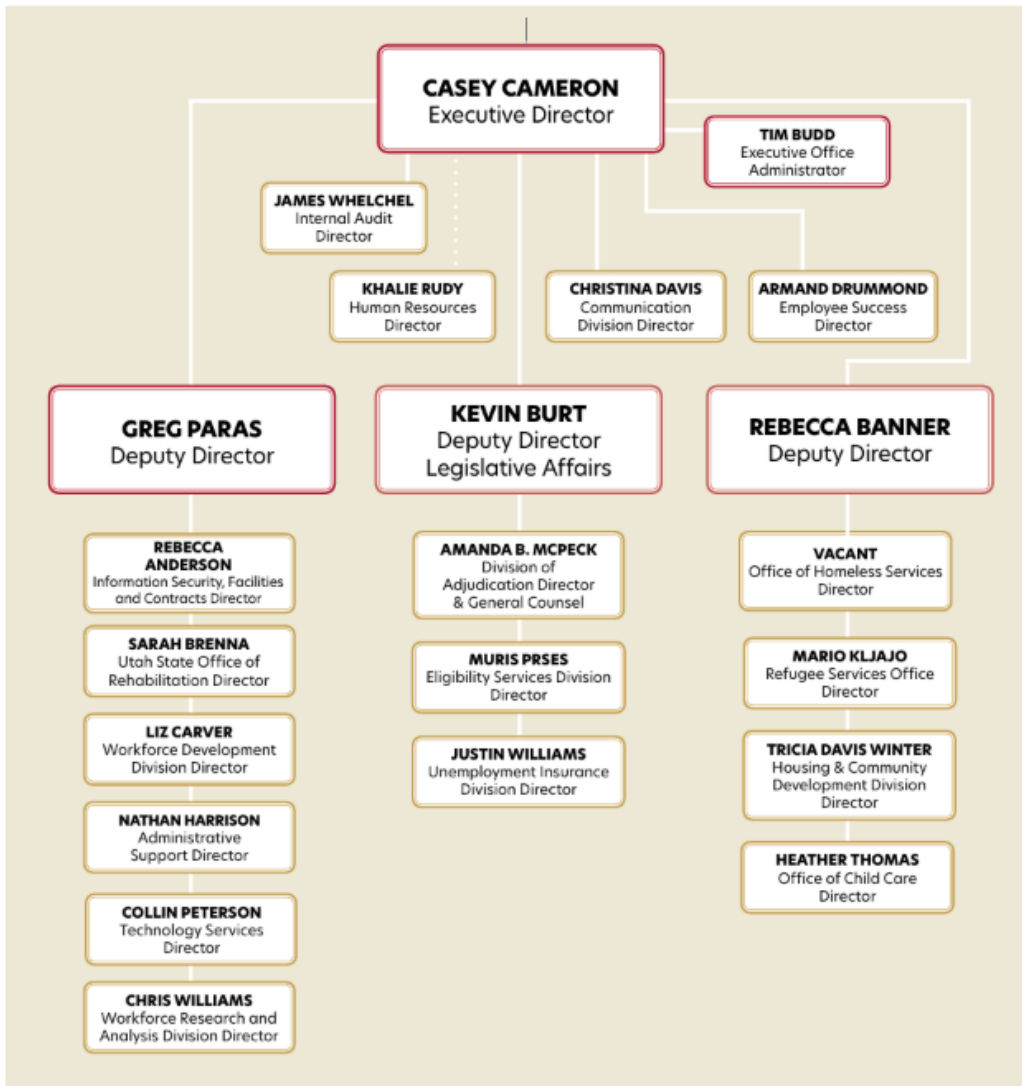 CASEY CAMERON
Executive Director
TIM BUDD
Executive Office
Administrator
JAMES WHELCHEL
Internal Audit
Director
KHALIE RUDY
Human Resources
Director
CHRISTINA DAVIS
Communication
Division Director
ARMAND DRUMMOND
Employee Success
Director
GREG PARAS
Deputy Director
KEVIN BURT
Deputy Director
Legislative Affairs
REBECCA BANNER
Deputy Director
REBECCA
ANDERSON
Information Security, Facilities
and Contracts Director
SARAH BRENNA
Utah State Office of
Rehabilitation Director
LIZ CARVER
Workforce Development
Division Director
NATHAN HARRISON
Administrative
Support Director
COLLIN PETERSON
Technology Services
Director
CHRIS WILLIAMS
Workforce Research and
Analysis Division Director
AMANDA B. MCPECK
Division of
Adjudication Director
& General Counsel
MURIS PRSES
Eligibility Services Division
Director
JUSTIN WILLIAMS
Unemployment Insurance
Division Director
VACANT
Office of Homeless Services
Director
MARIO KLJAJO
Refugee Services Office
Director
TRICIA DAVIS WINTER
Housing & Community
Development Division
Director
HEATHER THOMAS
Office of Child Care
Director